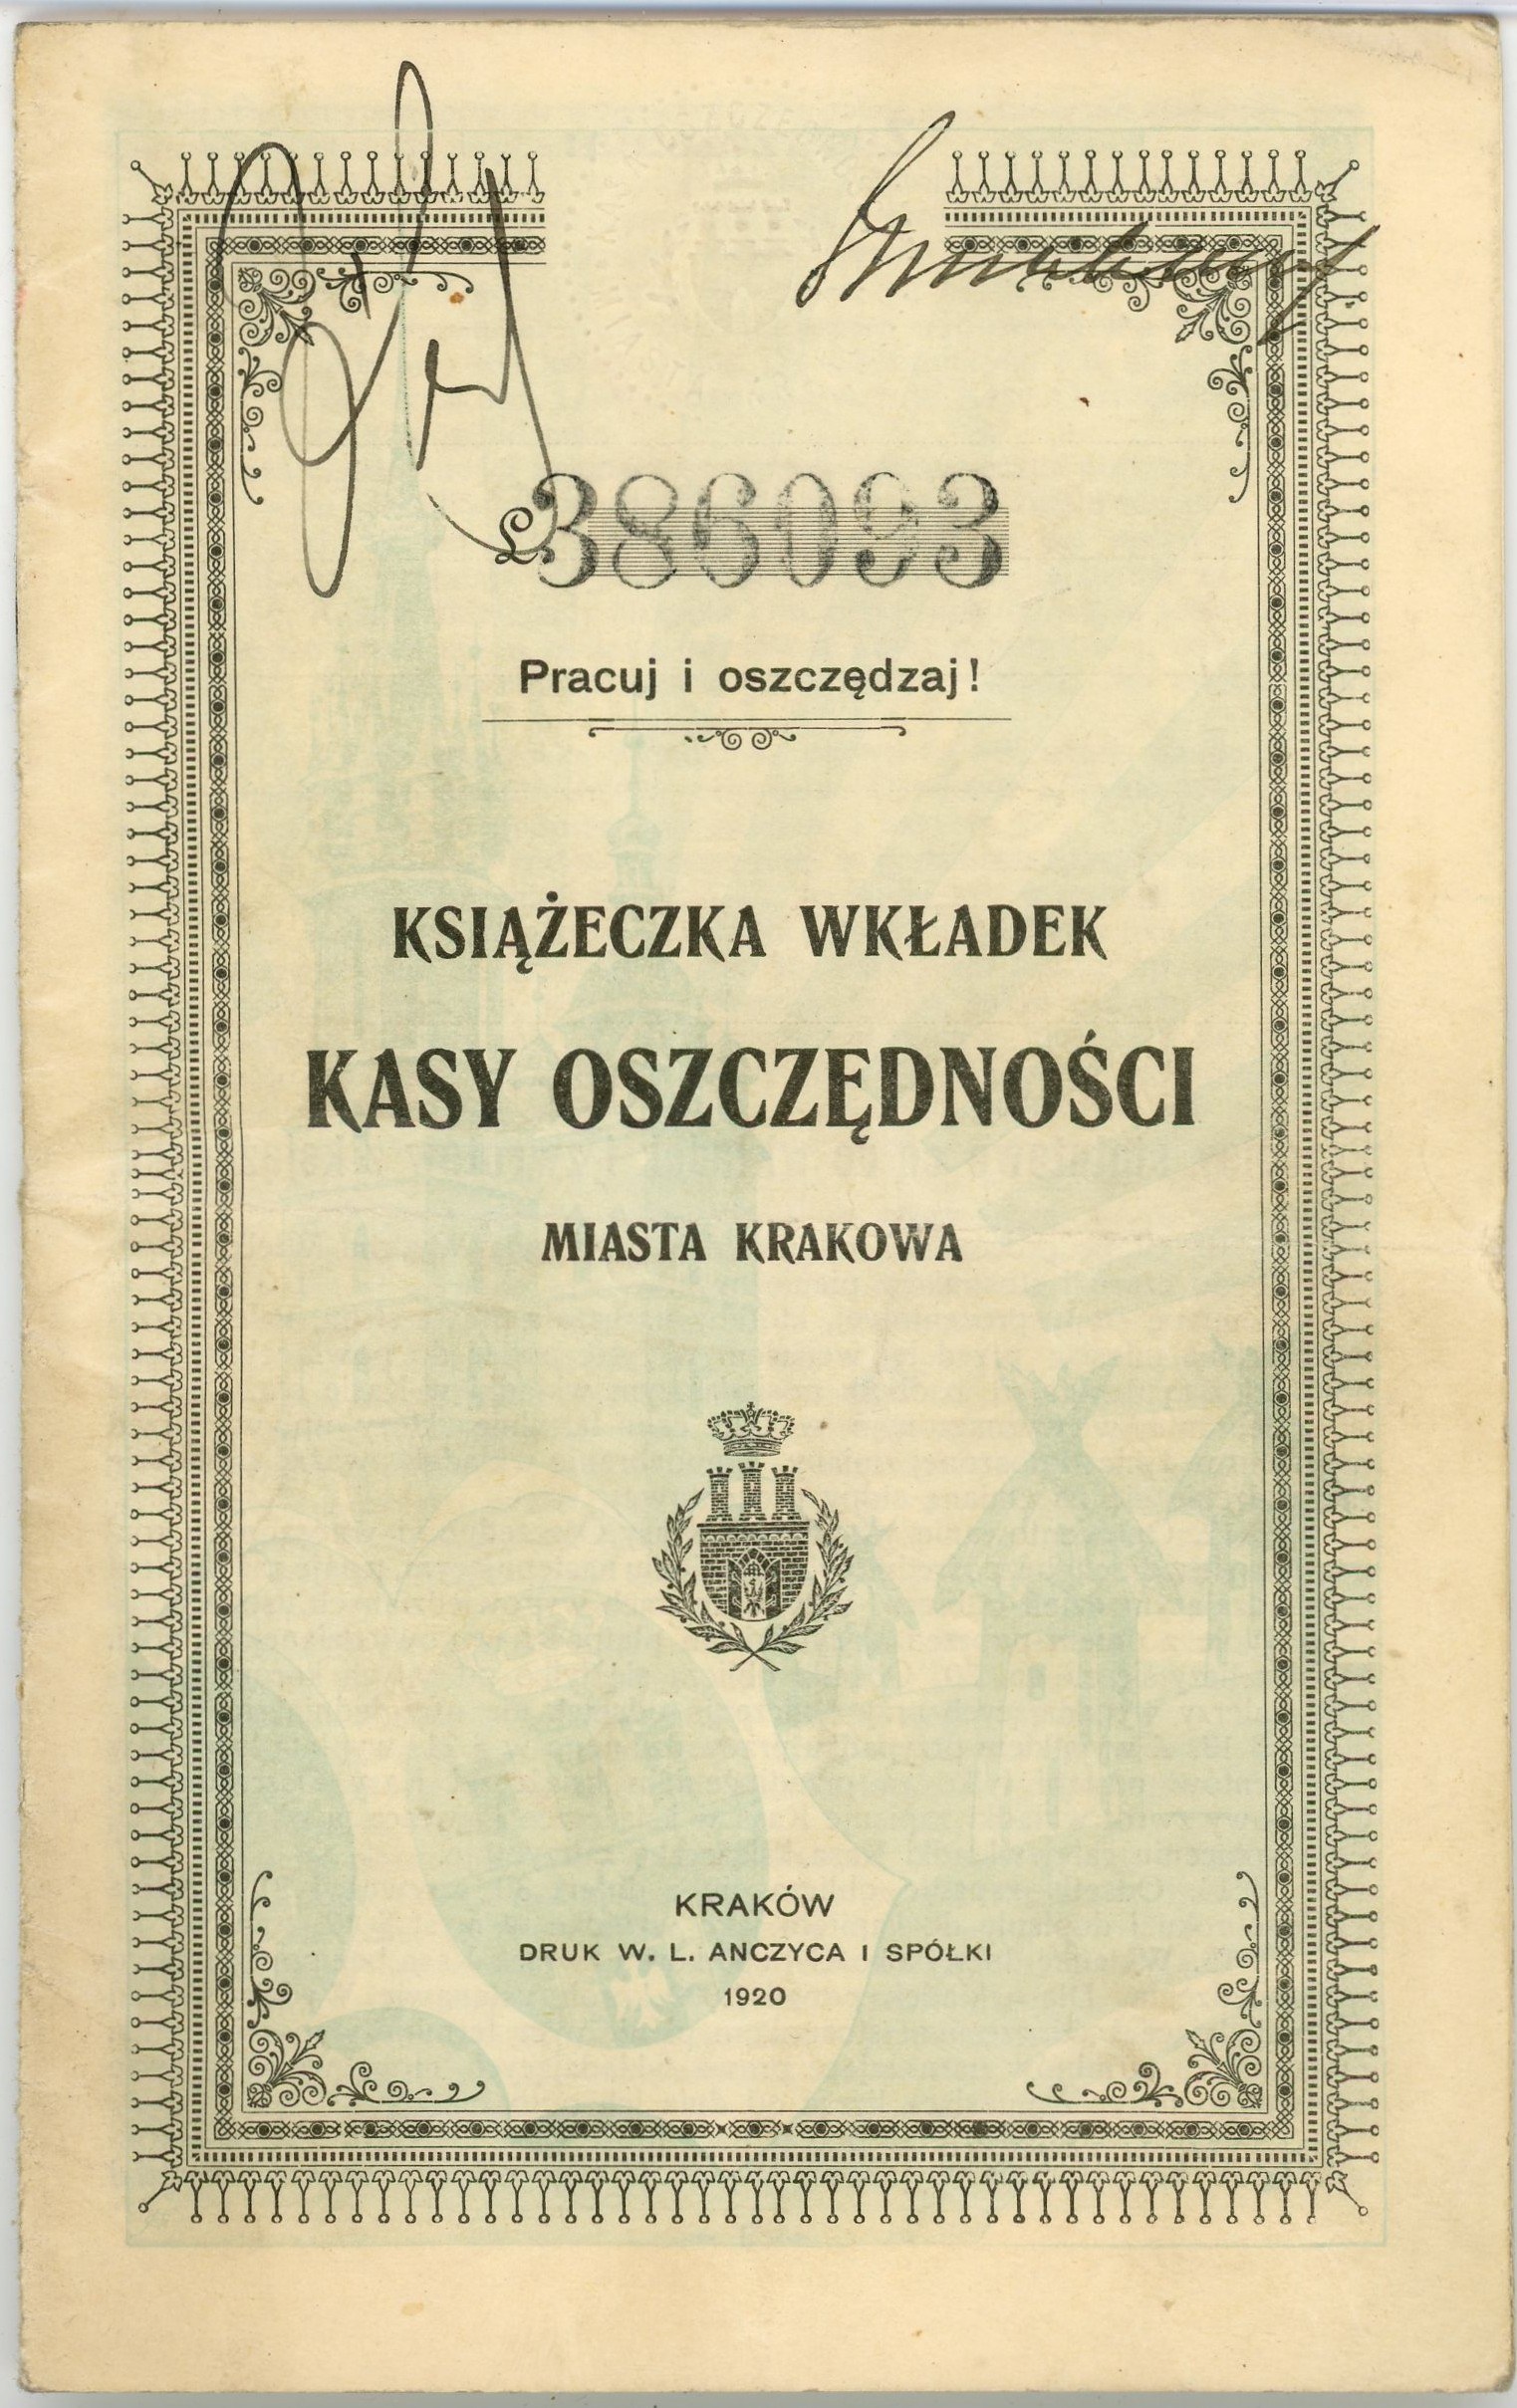 L 386093
Pracuj i oszczędzaj!
KSIĄŻECZKA WKŁADEK
KASY OSZCZĘDNOŚCI
MIASTA KRAKOWA
KRAKÓW
DRUK W. L. ANCZYCA I SPÓŁKI
1920